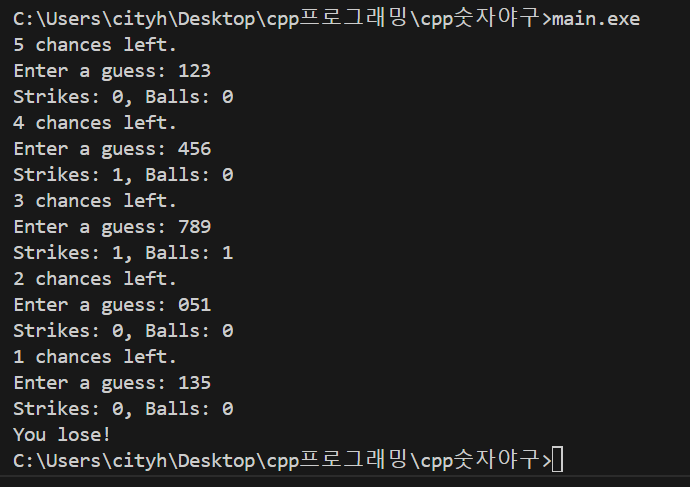 C:\Users\cityh\Desktop\cpp프로그래밍\cpp숫자야구>main.exe
5 chances left.
Enter a guess: 123
Strikes: 0, Balls: 0
4 chances left.
Enter a guess: 456
Strikes: 1, Balls: 0
3 chances left.
Enter a guess: 789
Strikes: 1, Balls: 1
2 chances left.
Enter a guess: 051
Strikes: 0, Balls: 0
1 chances left.
Enter a guess: 135
Strikes: 0, Balls: 0
You lose!
C:\Users\cityh\Desktop\cpp프로그래밍\cpp숫자야구>